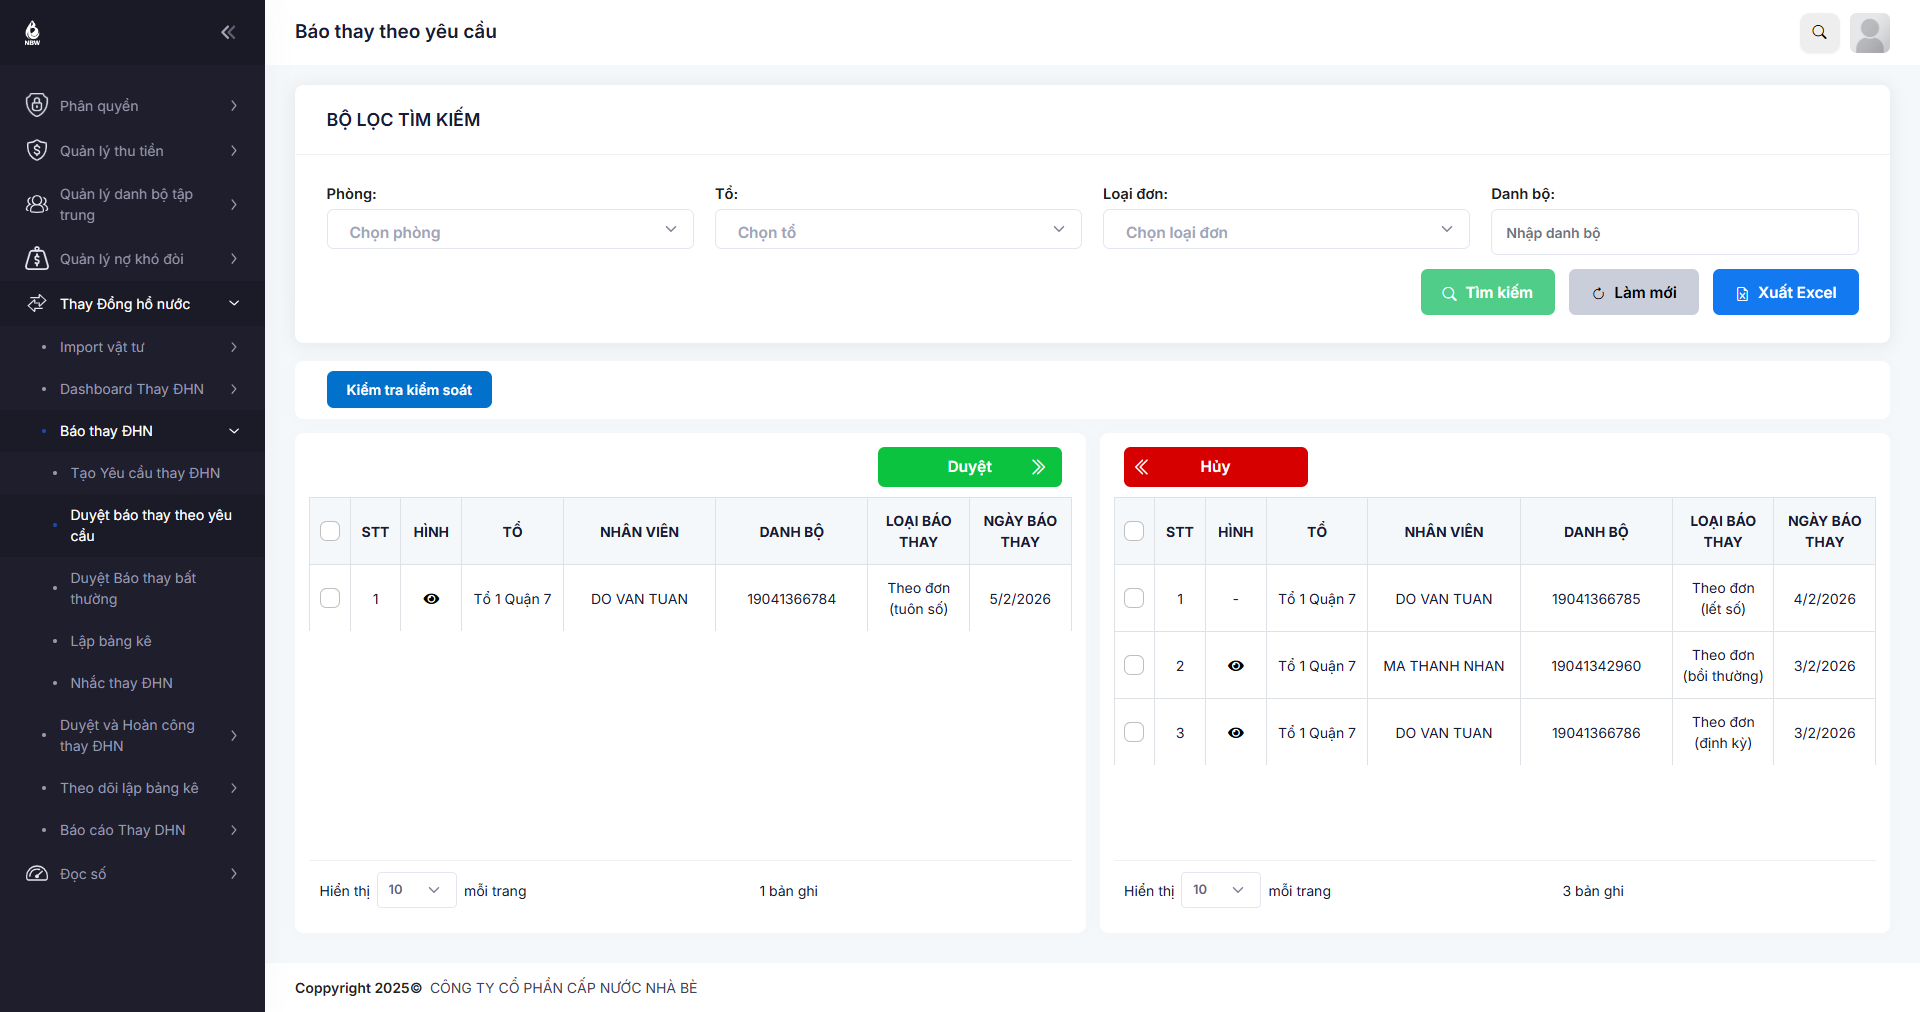 NBW
Báo thay theo yêu cầu
Phân quyền
Quản lý thu tiền
Quản lý danh bộ tập
trung
Quản lý nợ khó đòi
Thay Đồng hồ nước
Import vật tư
Dashboard Thay ĐHN
Báo thay ĐHN
Tạo Yêu cầu thay ĐHN
Duyệt báo thay theo yêu
cầu
Duyệt Báo thay bất
thường
Lập bảng kê
Nhắc thay ĐHN
Duyệt và Hoàn công
thay ĐHN
Theo dõi lập bảng kê
Báo cáo Thay DHN
Đọc số
BỘ LỌC TÌM KIẾM
Phòng: Tổ: Loại đơn: Danh bộ:
Chọn phòng Chọn tổ Chọn loại đơn Nhập danh bộ
Tìm kiếm Làm mới Xuất Excel
Kiểm tra kiểm soát
Duyệt
STT HÌNH TỔ NHÂN VIÊN DANH BỘ LOẠI BÁO THAY NGÀY BÁO THAY
1 Tổ 1 Quận 7 DO VAN TUAN 19041366784 Theo đơn (tuôn số) 5/2/2026
Hiển thị 10 mỗi trang 1 bản ghi
Hủy
STT HÌNH TỔ NHÂN VIÊN DANH BỘ LOẠI BÁO THAY NGÀY BÁO THAY
1 - Tổ 1 Quận 7 DO VAN TUAN 19041366785 Theo đơn (lết số) 4/2/2026
2 Tổ 1 Quận 7 MA THANH NHAN 19041342960 Theo đơn (bồi thường) 3/2/2026
3 Tổ 1 Quận 7 DO VAN TUAN 19041366786 Theo đơn (định kỳ) 3/2/2026
Hiển thị 10 mỗi trang 3 bản ghi
Coppyright 2025© CÔNG TY CỔ PHẦN CẤP NƯỚC NHÀ BÈ